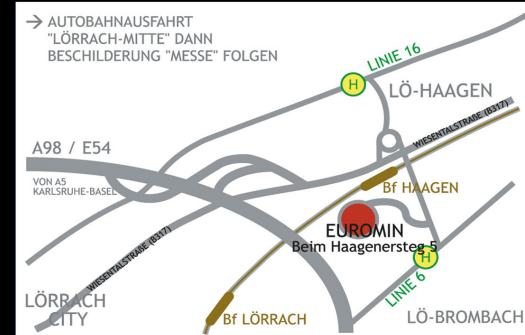 → AUTOBAHNAUSFAHRT
"LÖRRACH-MITTE" DANN
BESCHILDERUNG "MESSE" FOLGEN
LINIE 16
H
LÖ-HAAGEN
WIESENTALSTRAßE (B317)
A98 / E54
VON A5
KARLSRUHE-BASEL
Bf HAAGEN
EUROMIN
Beim Haagenersteg 5
WIESENTALSTRAßE (B317)
H
LINIE 6
LÖRRACH
CITY
Bf LÖRRACH
LÖ-BROMBACH